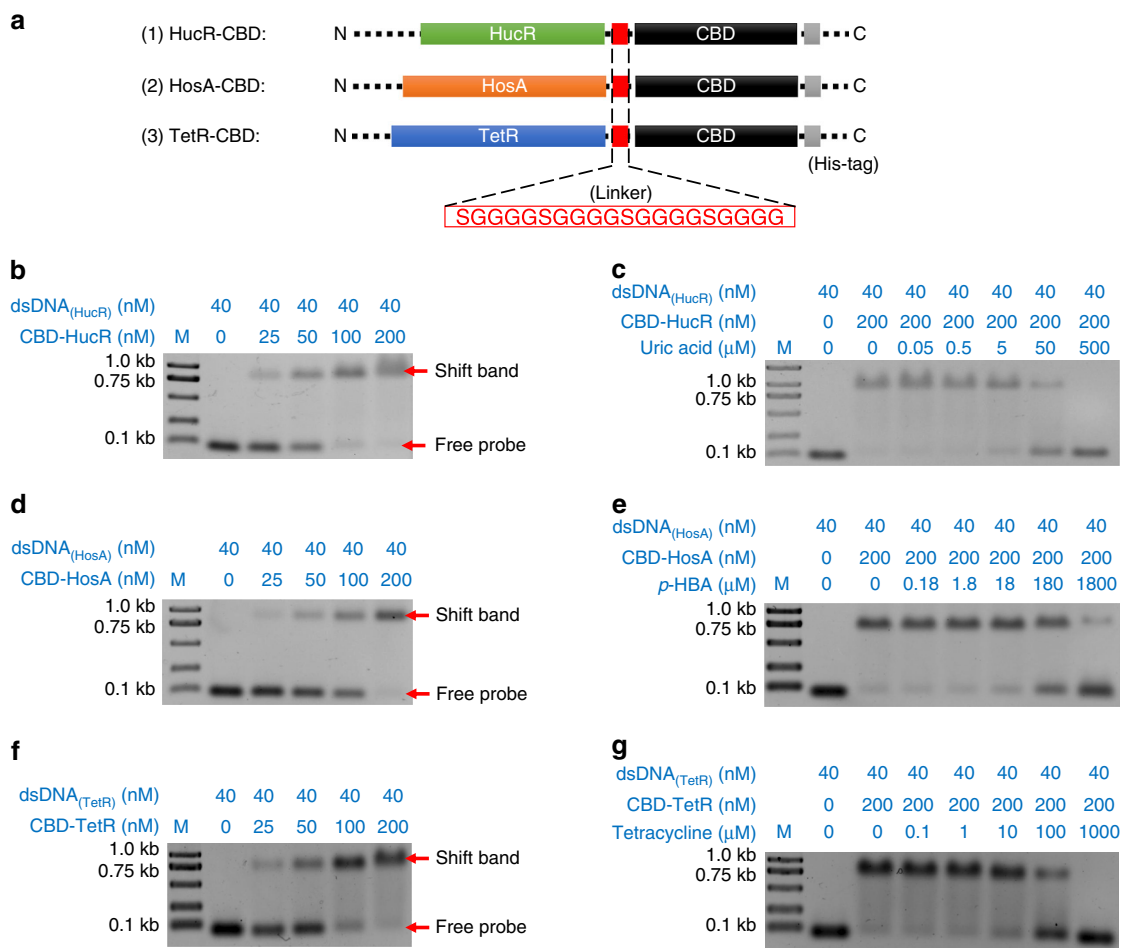 a
(1) HucR-CBD: N HucR CBD C
(2) HosA-CBD: N HosA CBD C
(3) TetR-CBD: N TetR CBD C
(His-tag)
(Linker)
SGGGGSGGGGSGGGGSGGGG
b
dsDNA(HucR) (nM) 40 40 40 40 40
CBD-HucR (nM) M 0 25 50 100 200
1.0 kb
0.75 kb
Shift band
0.1 kb
Free probe
c
dsDNA(HucR) (nM) 40 40 40 40 40 40 40
CBD-HucR (nM) 0 200 200 200 200 200 200
Uric acid (μM) M 0 0 0.05 0.5 5 50 500
1.0 kb
0.75 kb
0.1 kb
d
dsDNA(HosA) (nM) 40 40 40 40 40
CBD-HosA (nM) M 0 25 50 100 200
1.0 kb
0.75 kb
Shift band
0.1 kb
Free probe
e
dsDNA(HosA) (nM) 40 40 40 40 40 40 40
CBD-HosA (nM) 0 200 200 200 200 200 200
p-HBA (μM) M 0 0 0.18 1.8 18 180 1800
1.0 kb
0.75 kb
0.1 kb
f
dsDNA(TetR) (nM) 40 40 40 40 40
CBD-TetR (nM) M 0 25 50 100 200
1.0 kb
0.75 kb
Shift band
0.1 kb
Free probe
g
dsDNA(TetR) (nM) 40 40 40 40 40 40 40
CBD-TetR (nM) 0 200 200 200 200 200 200
Tetracycline (μM) M 0 0 0.1 1 10 100 1000
1.0 kb
0.75 kb
0.1 kb